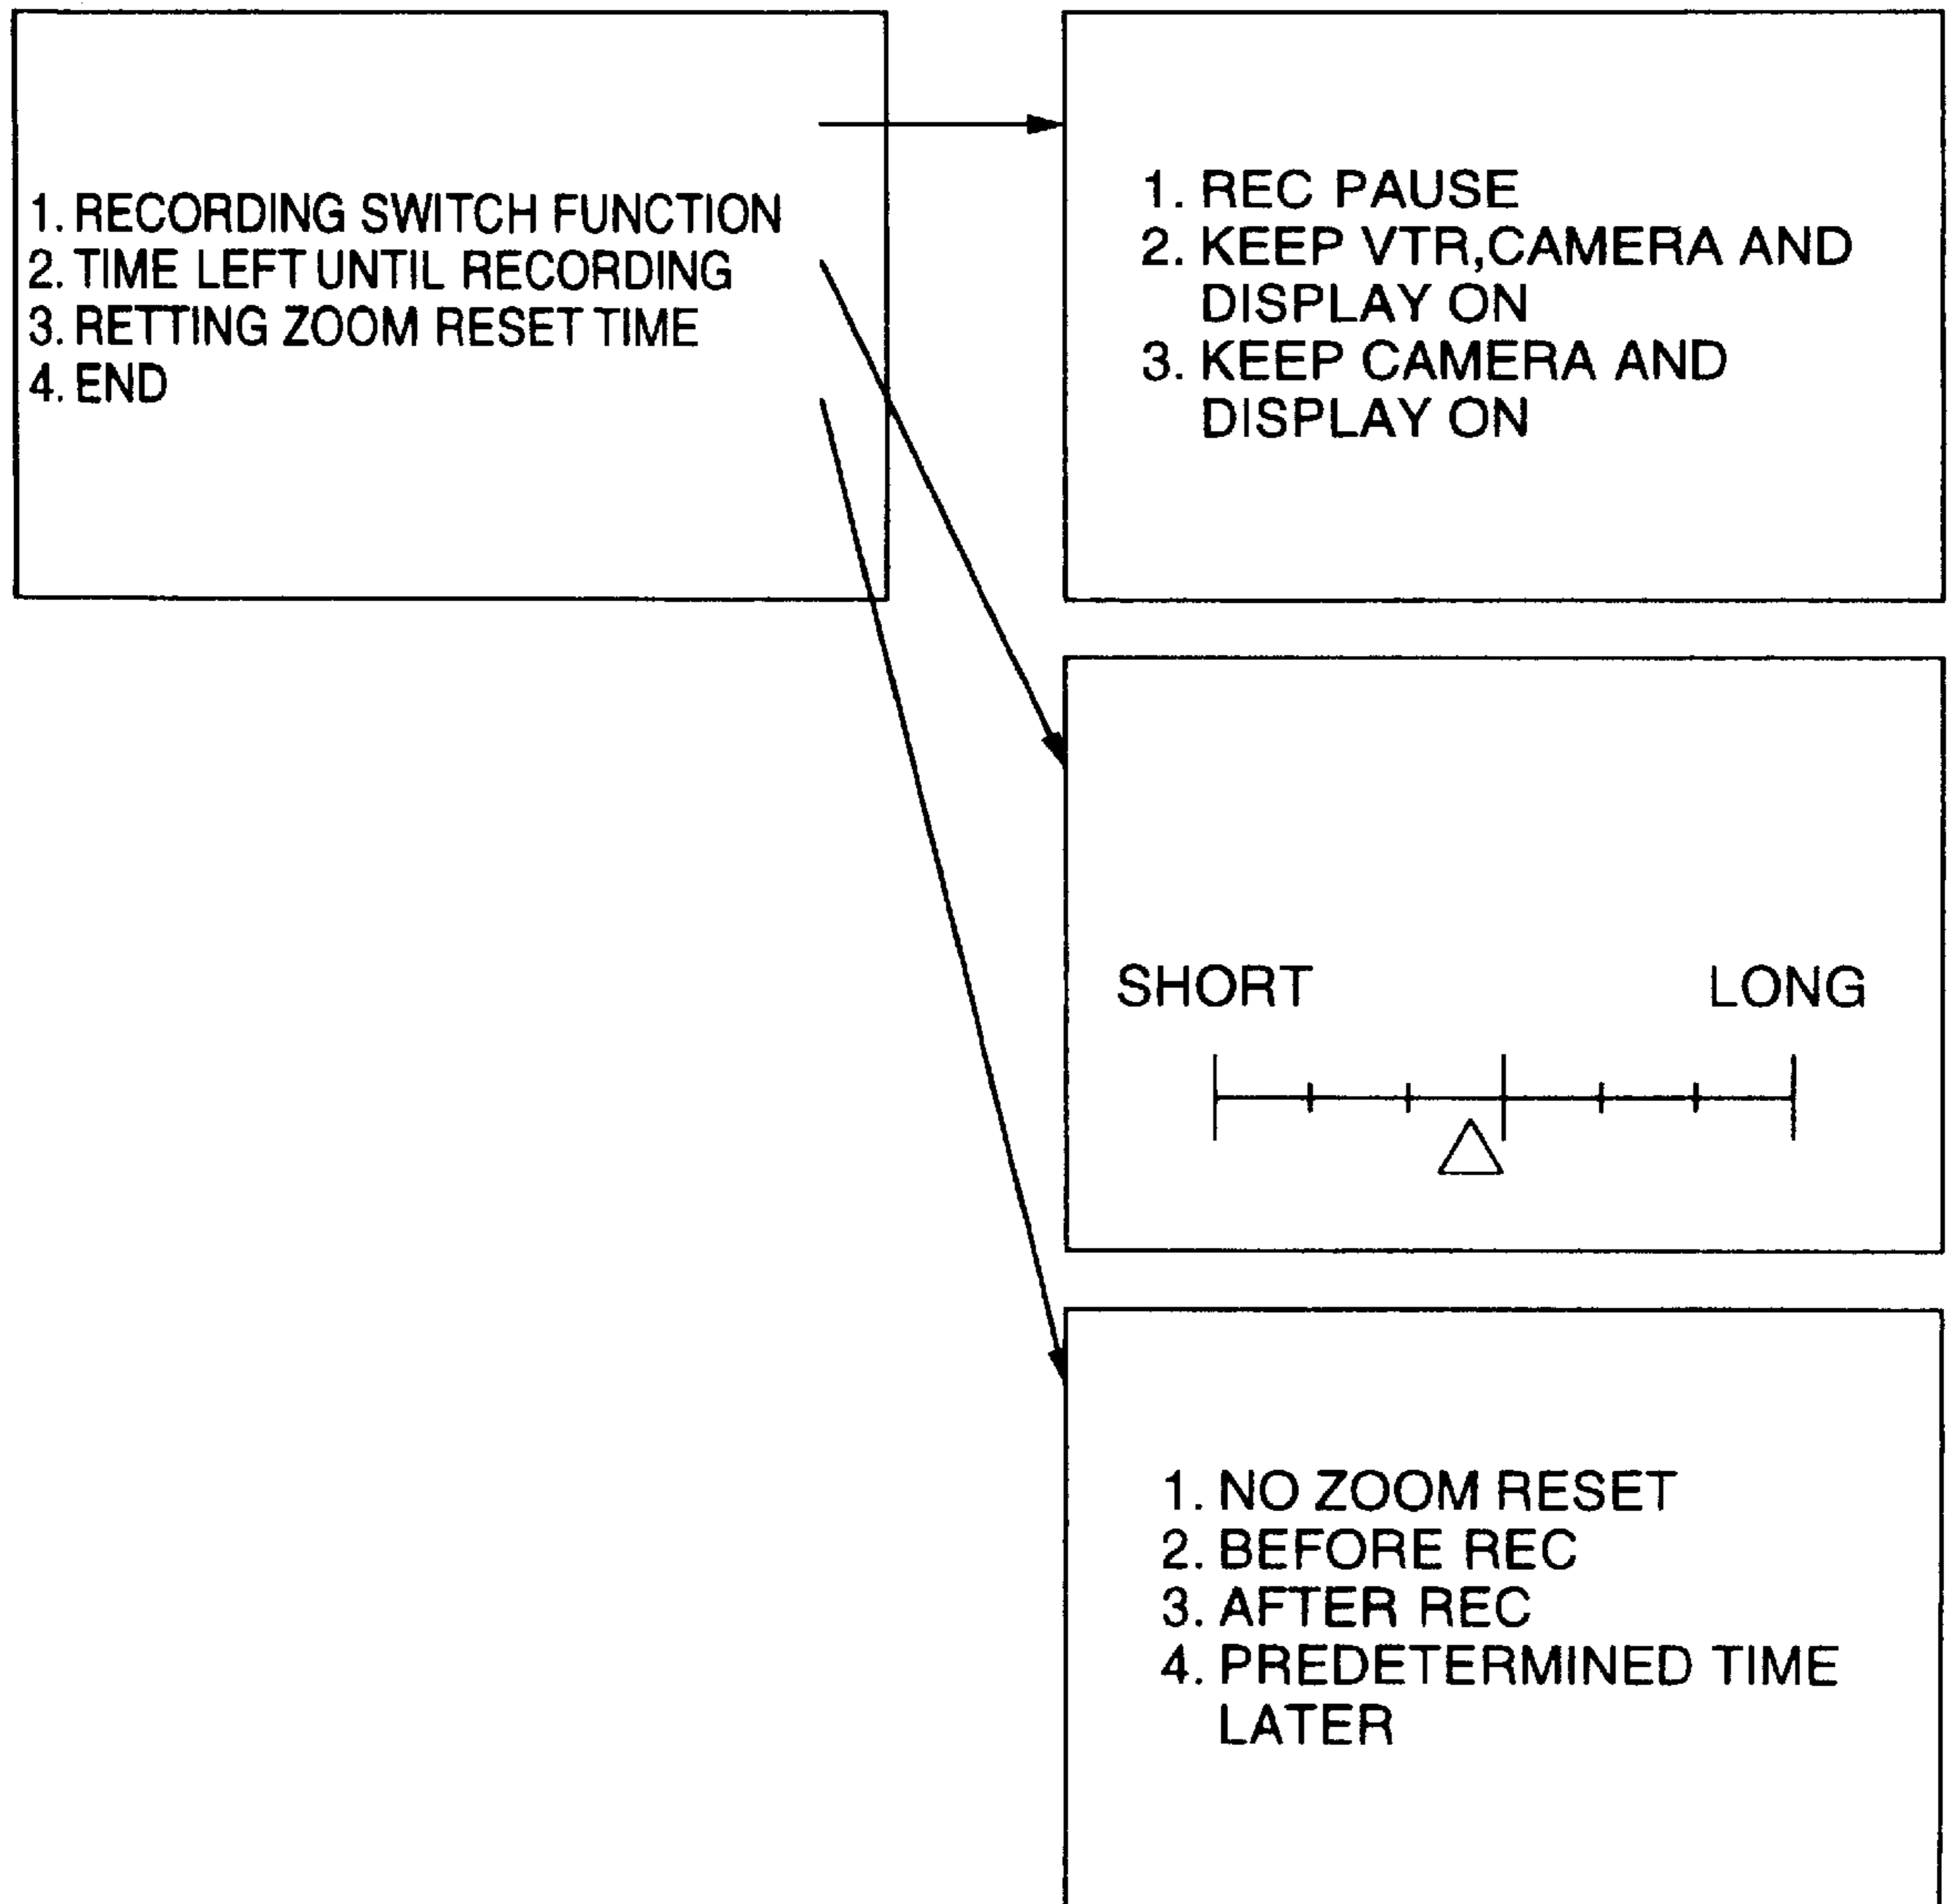 1. RECORDING SWITCH FUNCTION
2. TIME LEFT UNTIL RECORDING
3. RETTING ZOOM RESET TIME
4. END
1. REC PAUSE
2. KEEP VTR,CAMERA AND
DISPLAY ON
3. KEEP CAMERA AND
DISPLAY ON
SHORT LONG
1. NO ZOOM RESET
2. BEFORE REC
3. AFTER REC
4. PREDETERMINED TIME
LATER